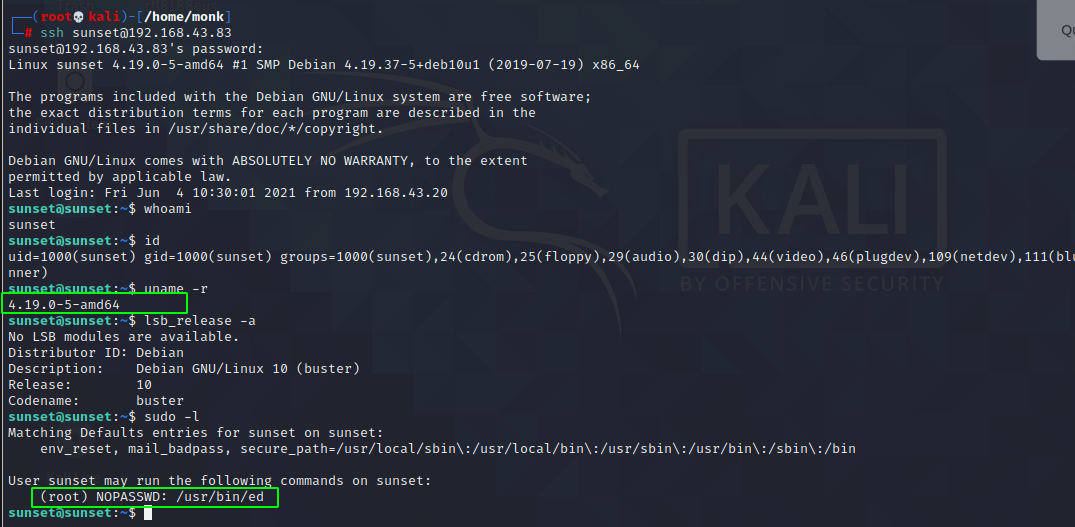 (root💀kali)-[/home/monk]
# ssh sunset@192.168.43.83
sunset@192.168.43.83's password:
Linux sunset 4.19.0-5-amd64 #1 SMP Debian 4.19.37-5+deb10u1 (2019-07-19) x86_64
The programs included with the Debian GNU/Linux system are free software;
the exact distribution terms for each program are described in the
individual files in /usr/share/doc/*/copyright.
Debian GNU/Linux comes with ABSOLUTELY NO WARRANTY, to the extent
permitted by applicable law.
Last login: Fri Jun  4 10:30:01 2021 from 192.168.43.20
sunset@sunset:~$ whoami
sunset
sunset@sunset:~$ id
uid=1000(sunset) gid=1000(sunset) groups=1000(sunset),24(cdrom),25(floppy),29(audio),30(dip),44(video),46(plugdev),109(netdev),111(blu
nner)
sunset@sunset:~$ uname -r
4.19.0-5-amd64
sunset@sunset:~$ lsb_release -a
No LSB modules are available.
Distributor ID: Debian
Description:    Debian GNU/Linux 10 (buster)
Release:        10
Codename:       buster
sunset@sunset:~$ sudo -l
Matching Defaults entries for sunset on sunset:
    env_reset, mail_badpass, secure_path=/usr/local/sbin\:/usr/local/bin\:/usr/sbin\:/usr/bin\:/sbin\:/bin
User sunset may run the following commands on sunset:
    (root) NOPASSWD: /usr/bin/ed
sunset@sunset:~$
KALI
BY OFFENSIVE SECURITY